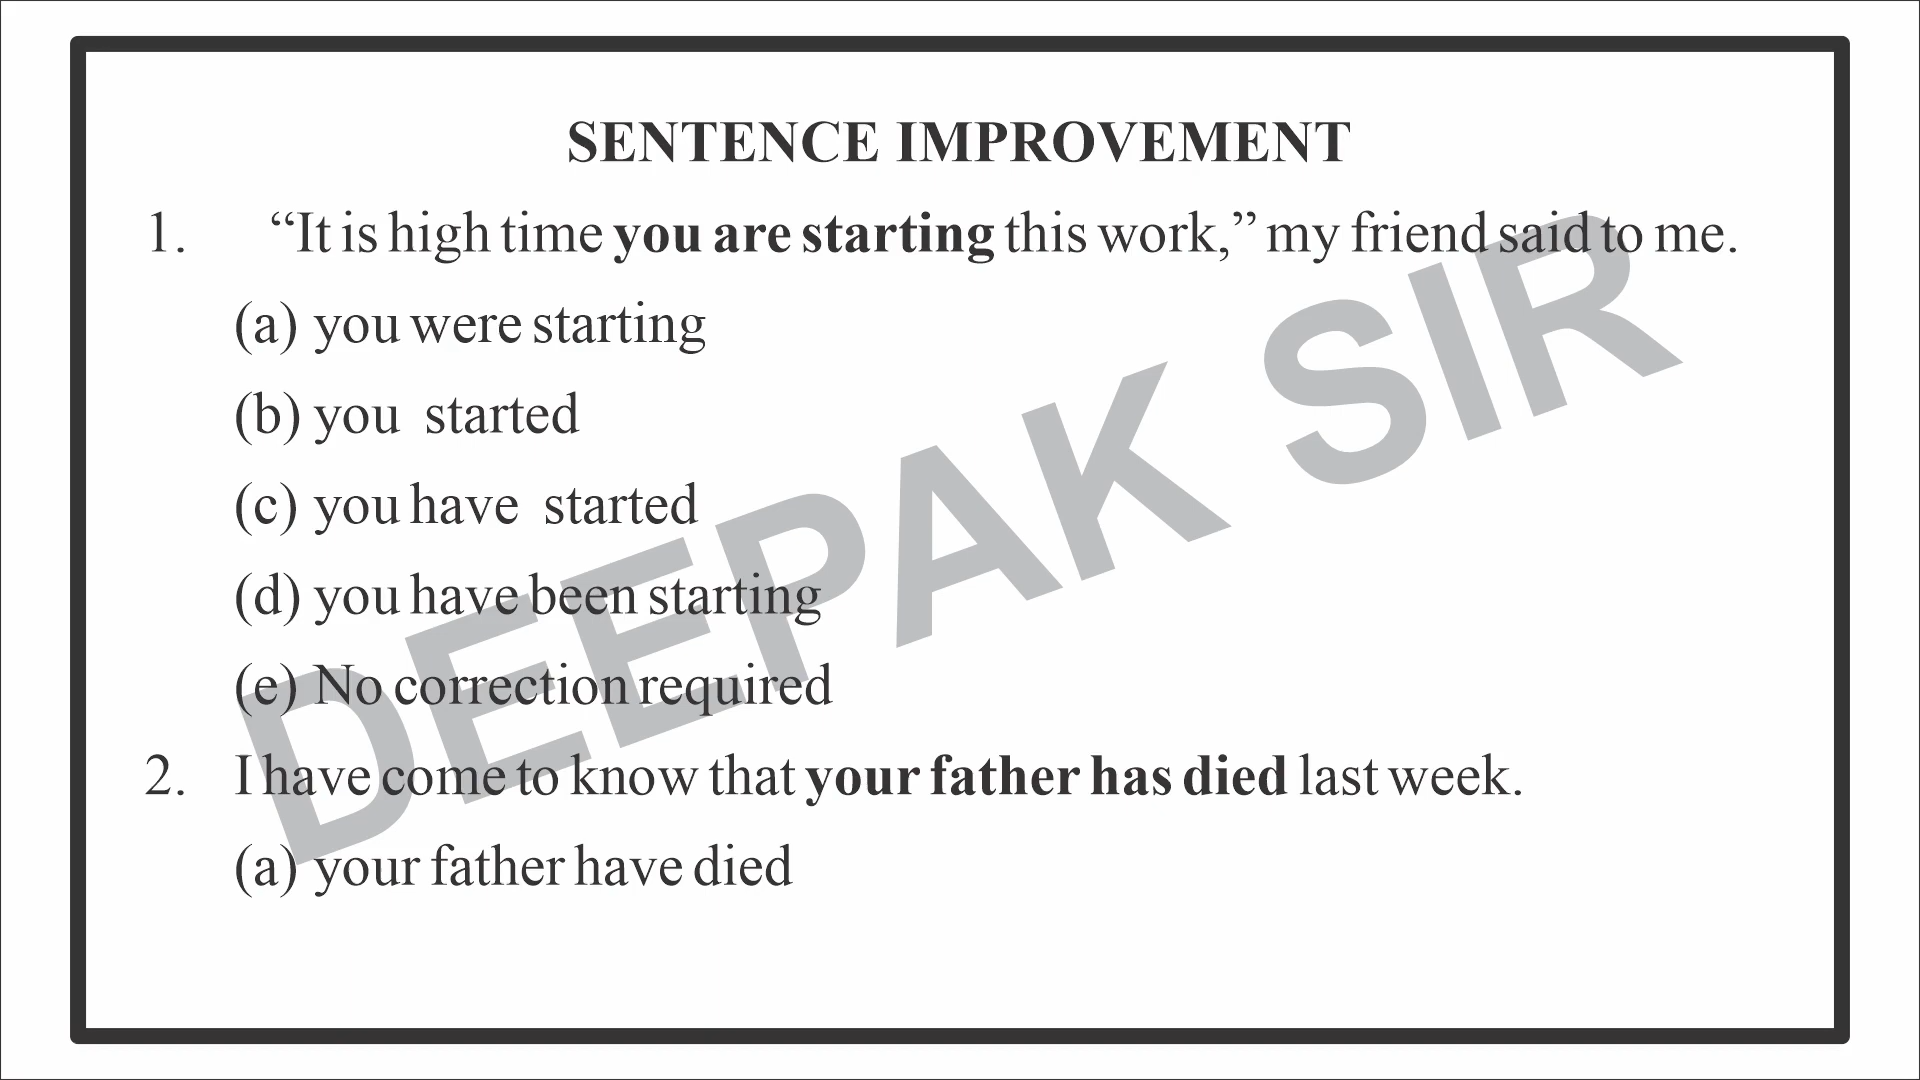 SENTENCE IMPROVEMENT
1. “It is high time you are starting this work,” my friend said to me.
(a) you were starting
(b) you started
(c) you have started
(d) you have been starting
(e) No correction required
2. I have come to know that your father has died last week.
(a) your father have died
DEEPAK SIR